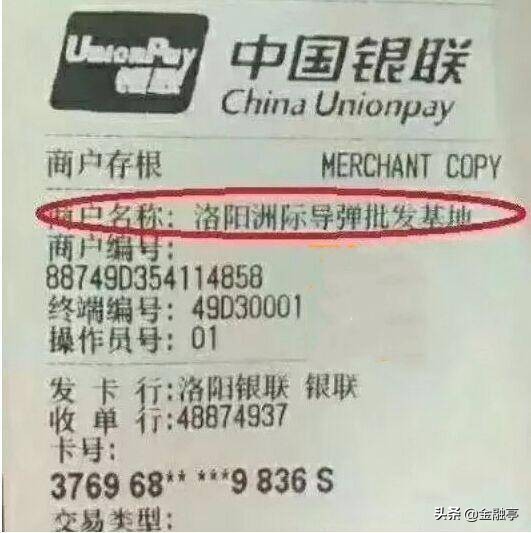 UnionPay
银联
中国银联
China Unionpay
商户存根 MERCHANT COPY
商户名称: 洛阳洲际导弹批发基地
商户编号:
88749D354114858
终端编号: 49D30001
操作员号: 01
发 卡 行:洛阳银联 银联
收 单 行:48874937
卡号:
3769 68** ***9 836 S
交易类型:
头条 @金融亭